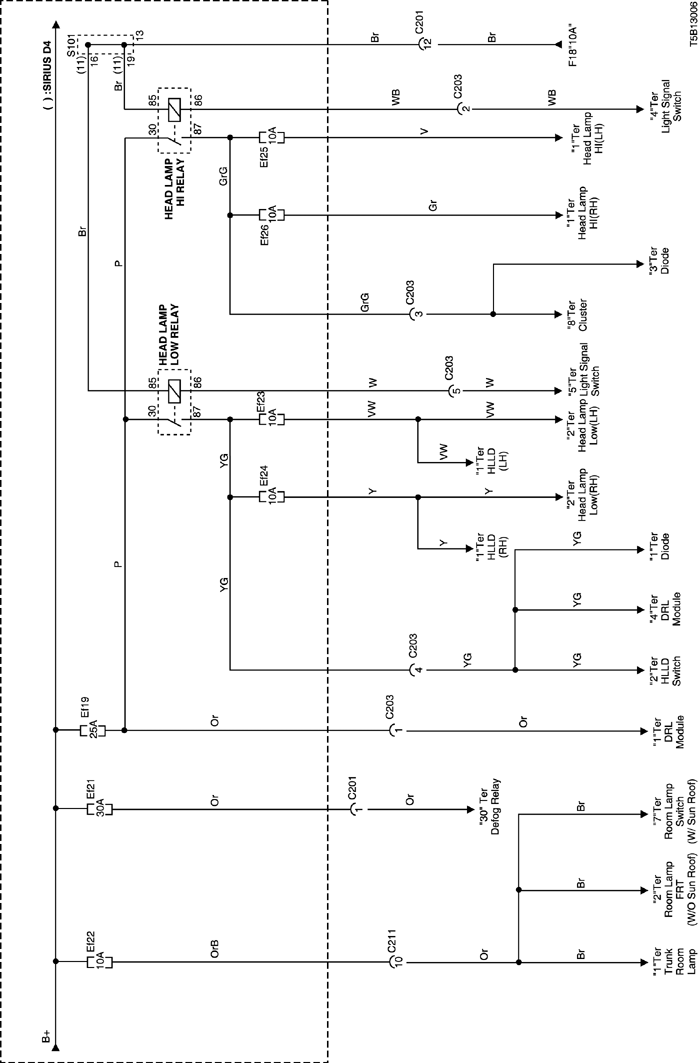 T5B13006
( ) :SIRIUS D4
S101
(11)
16
(11)
19
13
Br
Br
C201
12
Br
F18"10A"
Br
85
86
WB
C203
2
WB
"4"Ter
Light Signal
Switch
30
87
HEAD LAMP
HI RELAY
Ef25
10A
V
"1"Ter
Head Lamp
HI(LH)
GrG
Ef26
10A
Gr
"1"Ter
Head Lamp
HI(RH)
Br
P
GrG
C203
3
"3"Ter
Diode
"8"Ter
Cluster
HEAD LAMP
LOW RELAY
85
86
W
C203
5
W
"5"Ter
Light Signal
Switch
30
87
Ef23
10A
VW
VW
"2"Ter
Head Lamp
Low(LH)
VW
"1"Ter
HLLD
(LH)
YG
Ef24
10A
Y
Y
"2"Ter
Head Lamp
Low(RH)
Y
"1"Ter
HLLD
(RH)
P
YG
C203
4
YG
YG
"1"Ter
Diode
YG
"4"Ter
DRL
Module
YG
"2"Ter
HLLD
Switch
Ef19
25A
Or
C203
1
Or
"1"Ter
DRL
Module
Ef21
30A
Or
C201
1
Or
"30" Ter
Defog Relay
Br
"7"Ter
Room Lamp
Switch
(W/ Sun Roof)
Br
"2"Ter
Room Lamp
FRT
(W/O Sun Roof)
Ef22
10A
OrB
C211
10
Or
Br
"1"Ter
Trunk
Room
Lamp
B+